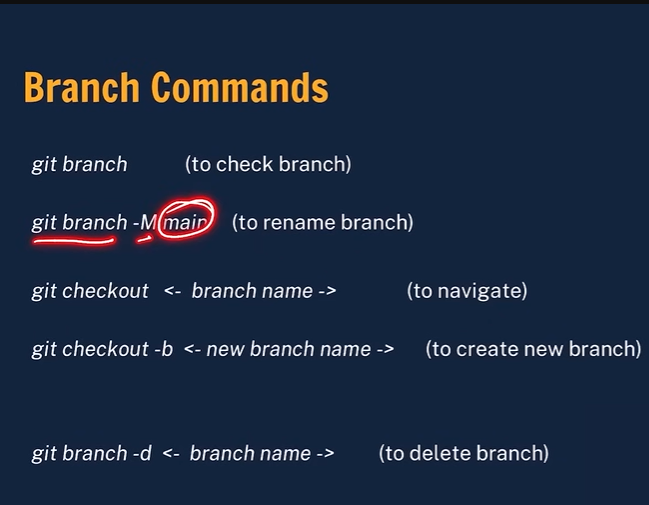 Branch Commands
git branch (to check branch)
git branch -M main (to rename branch)
git checkout <- branch name -> (to navigate)
git checkout -b <- new branch name -> (to create new branch)
git branch -d <- branch name -> (to delete branch)